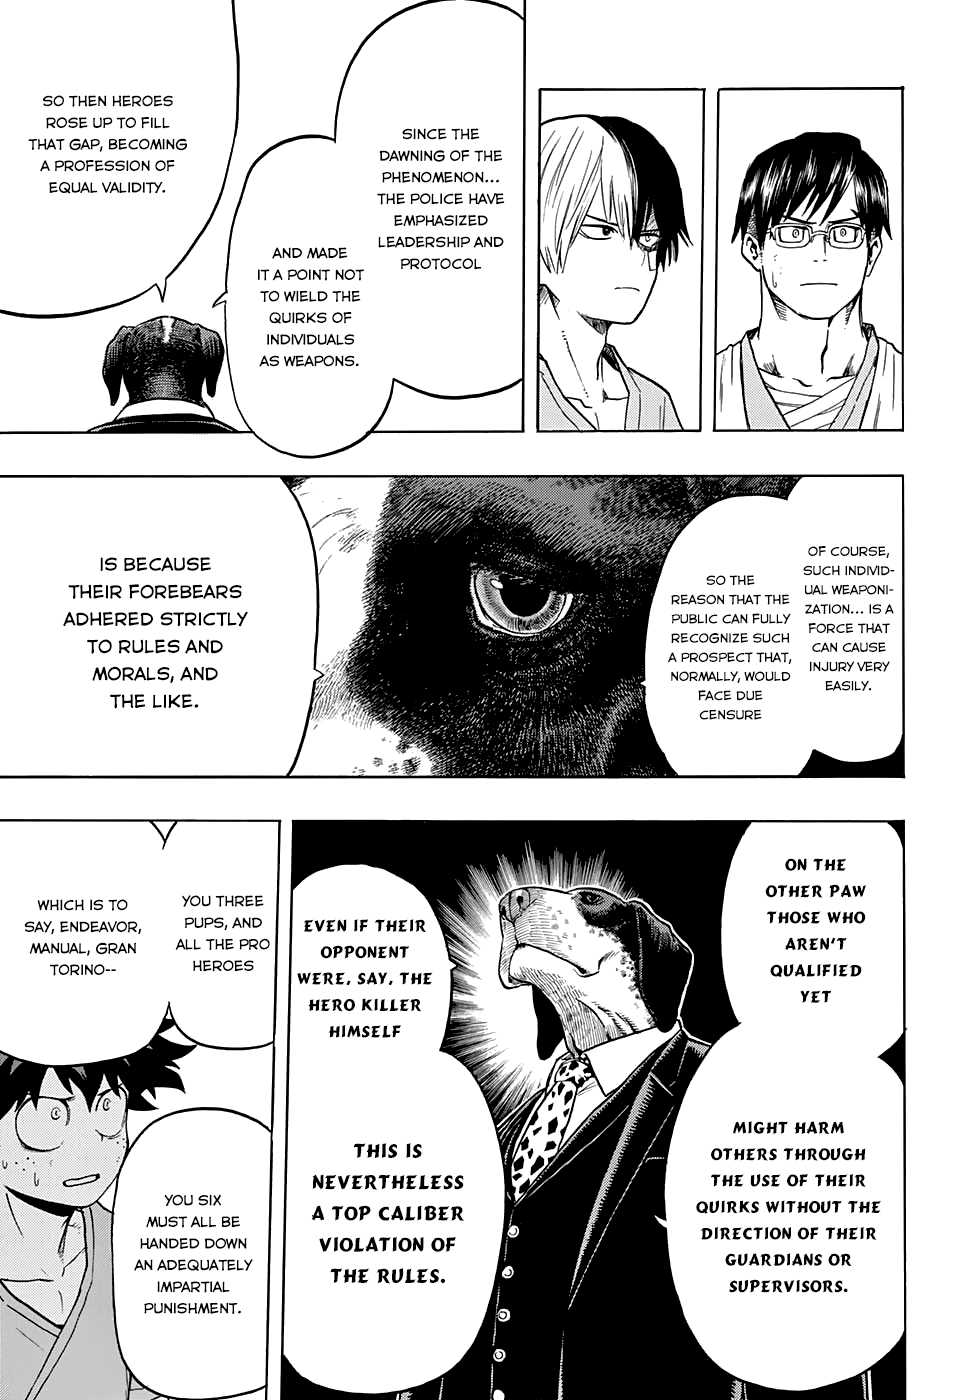 SINCE THE
DAWNING OF THE
PHENOMENON...
THE POLICE HAVE
EMPHASIZED
LEADERSHIP AND
PROTOCOL
AND MADE
IT A POINT NOT
TO WIELD THE
QUIRKS OF
INDIVIDUALS
AS WEAPONS.
SO THEN HEROES
ROSE UP TO FILL
THAT GAP, BECOMING
A PROFESSION OF
EQUAL VALIDITY.
OF COURSE,
SUCH INDIVID-
UAL WEAPONI-
ZATION... IS A
FORCE THAT
CAN CAUSE
INJURY VERY
EASILY.
SO THE
REASON THAT THE
PUBLIC CAN FULLY
RECOGNIZE SUCH
A PROSPECT THAT,
NORMALLY, WOULD
FACE DUE
CENSURE
IS BECAUSE
THEIR FOREBEARS
ADHERED STRICTLY
TO RULES AND
MORALS, AND
THE LIKE.
ON THE
OTHER PAW
THOSE WHO
AREN'T
QUALIFIED
YET
MIGHT HARM
OTHERS THROUGH
THE USE OF THEIR
QUIRKS WITHOUT THE
DIRECTION OF THEIR
GUARDIANS OR
SUPERVISORS.
EVEN IF THEIR
OPPONENT
WERE, SAY, THE
HERO KILLER
HIMSELF
THIS IS
NEVERTHELESS
A TOP CALIBER
VIOLATION OF
THE RULES.
YOU THREE
PUPS, AND
ALL THE PRO
HEROES
WHICH IS TO
SAY, ENDEAVOR,
MANUAL, GRAN
TORINO--
YOU SIX
MUST ALL BE
HANDED DOWN
AN ADEQUATELY
IMPARTIAL
PUNISHMENT.